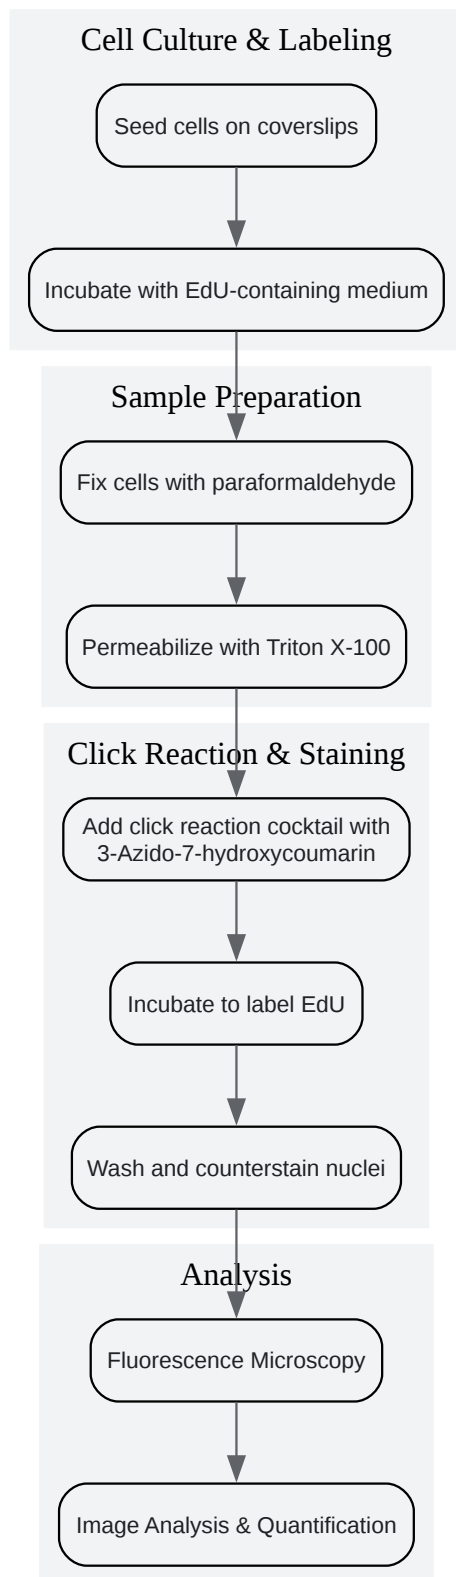 Cell Culture & Labeling
Seed cells on coverslips
Incubate with EdU-containing medium
Sample Preparation
Fix cells with paraformaldehyde
Permeabilize with Triton X-100
Click Reaction & Staining
Add click reaction cocktail with
3-Azido-7-hydroxycoumarin
Incubate to label EdU
Wash and counterstain nuclei
Analysis
Fluorescence Microscopy
Image Analysis & Quantification